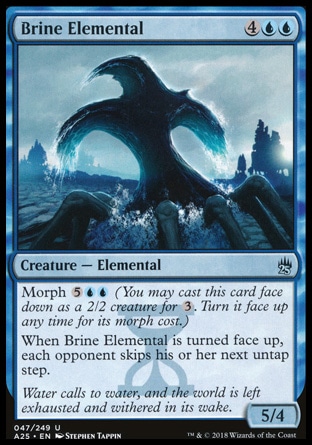 Brine Elemental 4
Creature — Elemental
Morph 5 (You may cast this card face
down as a 2/2 creature for 3. Turn it face up
any time for its morph cost.)
When Brine Elemental is turned face up,
each opponent skips his or her next untap
step.
Water calls to water, and the world is left
exhausted and withered in its wake.
5/4
047/249 U
A25 • EN Stephen Tappin
™ & © 2018 Wizards of the Coast
25